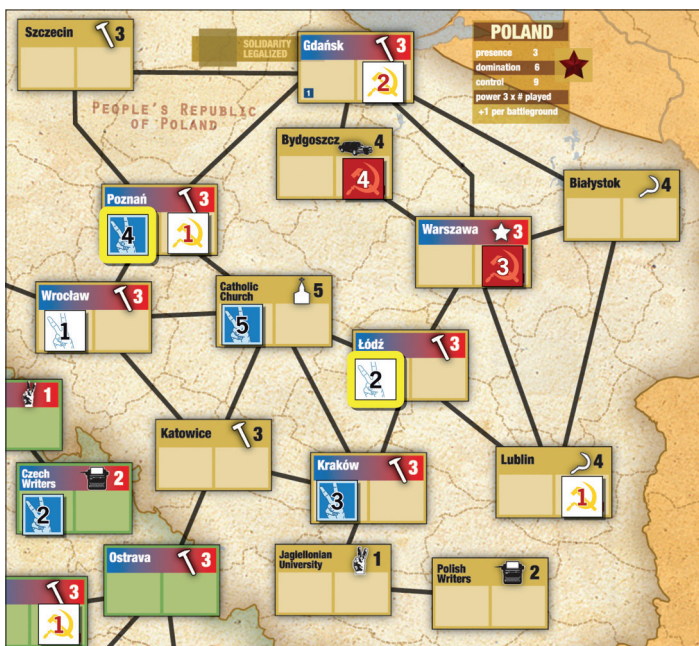 Szczecin 3
SOLIDARITY
LEGALIZED
Gdańsk 3
2
1
POLAND
presence 3
domination 6
control 9
power 3 x # played
+1 per battleground
PEOPLE'S REPUBLIC
OF POLAND
Bydgoszcz 4
4
Białystok 4
Poznań 3
4 1
Warszawa 3
3
Wrocław 3
1
Catholic
Church 5
5
Łódź 3
2
1
Katowice 3
Kraków 3
3
Lublin 4
1
Czech
Writers 2
2
Ostrava 3
Jagiellonian
University 1
Polish
Writers 2
3
1